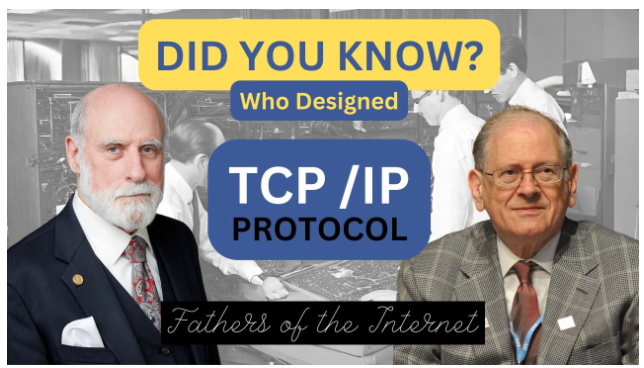 DID YOU KNOW?
Who Designed
TCP /IP
PROTOCOL
Fathers of the Internet